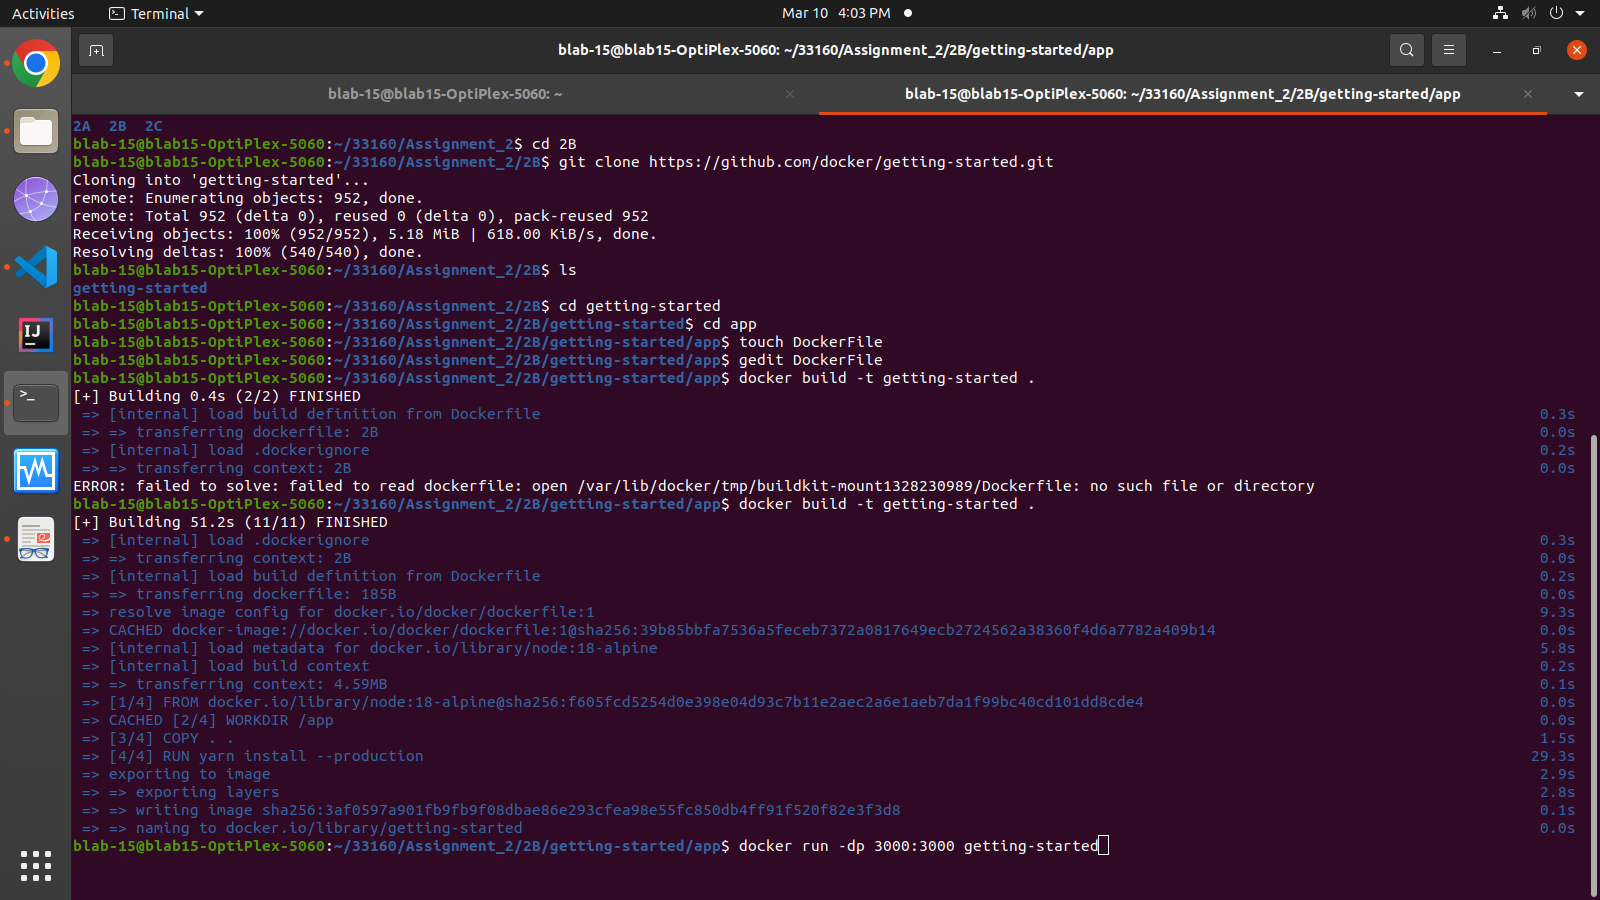 Activities
Terminal
Mar 10 4:03 PM
blab-15@blab15-OptiPlex-5060: ~/33160/Assignment_2/2B/getting-started/app
blab-15@blab15-OptiPlex-5060: ~
blab-15@blab15-OptiPlex-5060: ~/33160/Assignment_2/2B/getting-started/app
2A  2B  2C
blab-15@blab15-OptiPlex-5060:~/33160/Assignment_2$ cd 2B
blab-15@blab15-OptiPlex-5060:~/33160/Assignment_2/2B$ git clone https://github.com/docker/getting-started.git
Cloning into 'getting-started'...
remote: Enumerating objects: 952, done.
remote: Total 952 (delta 0), reused 0 (delta 0), pack-reused 952
Receiving objects: 100% (952/952), 5.18 MiB | 618.00 KiB/s, done.
Resolving deltas: 100% (540/540), done.
blab-15@blab15-OptiPlex-5060:~/33160/Assignment_2/2B$ ls
getting-started
blab-15@blab15-OptiPlex-5060:~/33160/Assignment_2/2B$ cd getting-started
blab-15@blab15-OptiPlex-5060:~/33160/Assignment_2/2B/getting-started$ cd app
blab-15@blab15-OptiPlex-5060:~/33160/Assignment_2/2B/getting-started/app$ touch DockerFile
blab-15@blab15-OptiPlex-5060:~/33160/Assignment_2/2B/getting-started/app$ gedit DockerFile
blab-15@blab15-OptiPlex-5060:~/33160/Assignment_2/2B/getting-started/app$ docker build -t getting-started .
[+] Building 0.4s (2/2) FINISHED
=> [internal] load build definition from Dockerfile 0.3s
=> => transferring dockerfile: 2B 0.0s
=> [internal] load .dockerignore 0.2s
=> => transferring context: 2B 0.0s
ERROR: failed to solve: failed to read dockerfile: open /var/lib/docker/tmp/buildkit-mount1328230989/Dockerfile: no such file or directory
blab-15@blab15-OptiPlex-5060:~/33160/Assignment_2/2B/getting-started/app$ docker build -t getting-started .
[+] Building 51.2s (11/11) FINISHED
=> [internal] load .dockerignore 0.3s
=> => transferring context: 2B 0.0s
=> [internal] load build definition from Dockerfile 0.2s
=> => transferring dockerfile: 185B 0.0s
=> resolve image config for docker.io/docker/dockerfile:1 9.3s
=> CACHED docker-image://docker.io/docker/dockerfile:1@sha256:39b85bbfa7536a5feceb7372a0817649ecb2724562a38360f4d6a7782a409b14 0.0s
=> [internal] load metadata for docker.io/library/node:18-alpine 5.8s
=> [internal] load build context 0.2s
=> => transferring context: 4.59MB 0.1s
=> [1/4] FROM docker.io/library/node:18-alpine@sha256:f605fcd5254d0e398e04d93c7b11e2aec2a6e1aeb7da1f99bc40cd101dd8cde4 0.0s
=> CACHED [2/4] WORKDIR /app 0.0s
=> [3/4] COPY . . 1.5s
=> [4/4] RUN yarn install --production 29.3s
=> exporting to image 2.9s
=> => exporting layers 2.8s
=> => writing image sha256:3af0597a901fb9fb9f08dbae86e293cfea98e55fc850db4ff91f520f82e3f3d8 0.1s
=> => naming to docker.io/library/getting-started 0.0s
blab-15@blab15-OptiPlex-5060:~/33160/Assignment_2/2B/getting-started/app$ docker run -dp 3000:3000 getting-started